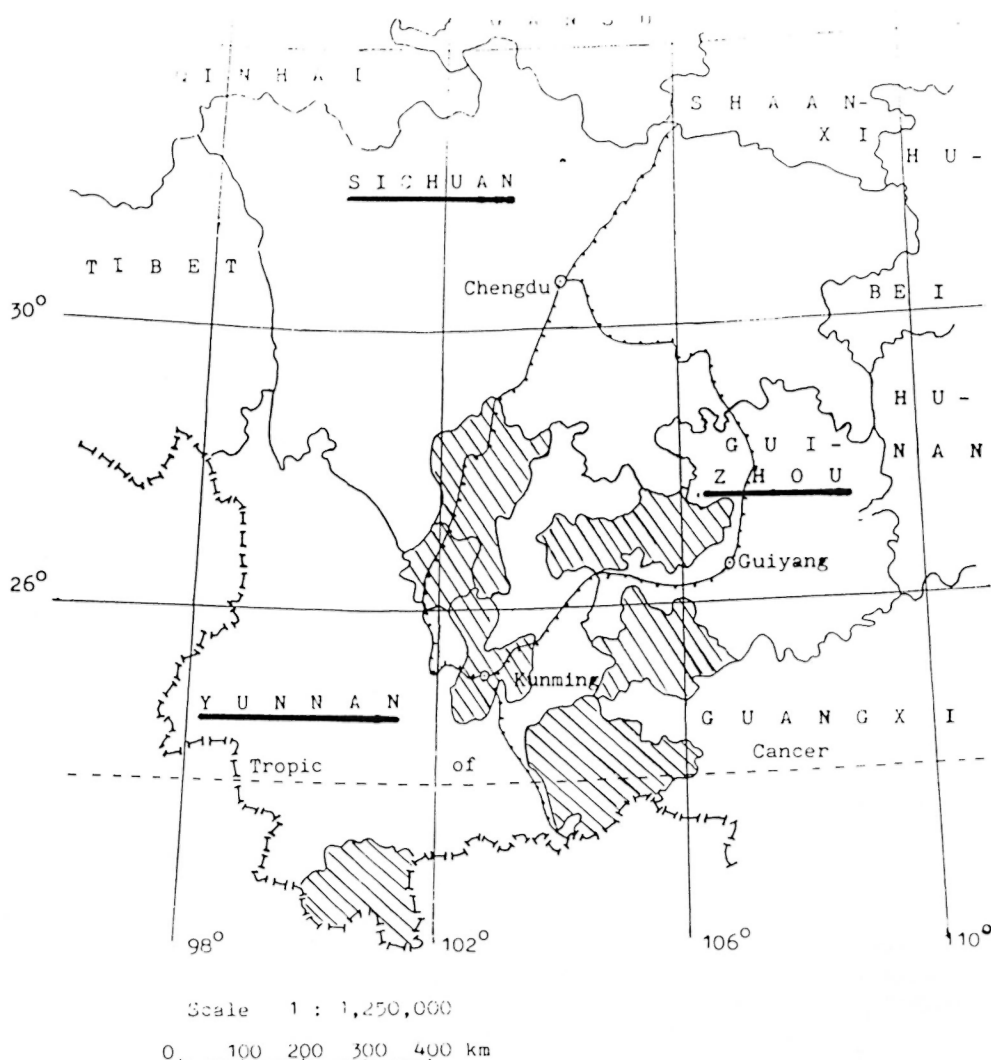 S H A A N-
X I
H U -
S I C H U A N
T I B E T
Chengdu
30°
B E I
H U -
N A N
G U I -
Z H O U
Guiyang
26°
Kunming
Y U N N A N
G U A N G X I
Tropic of Cancer
98°
102°
106°
10°
Scale 1 : 1,250,000
0 100 200 300 400 km